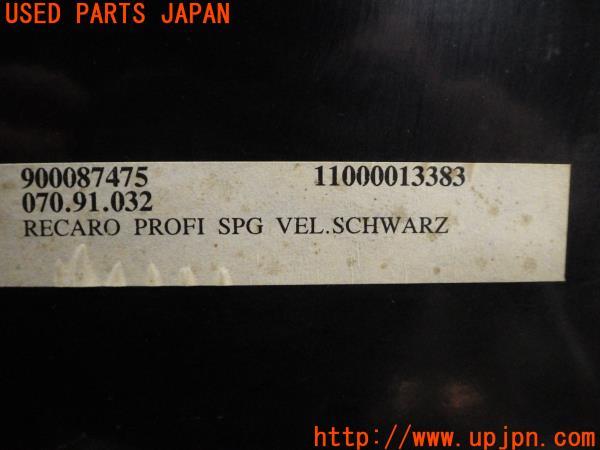 USED PARTS JAPAN
900087475 11000013383
070.91.032
RECARO PROFI SPG VEL.SCHWARZ
http://www.upjpn.com/